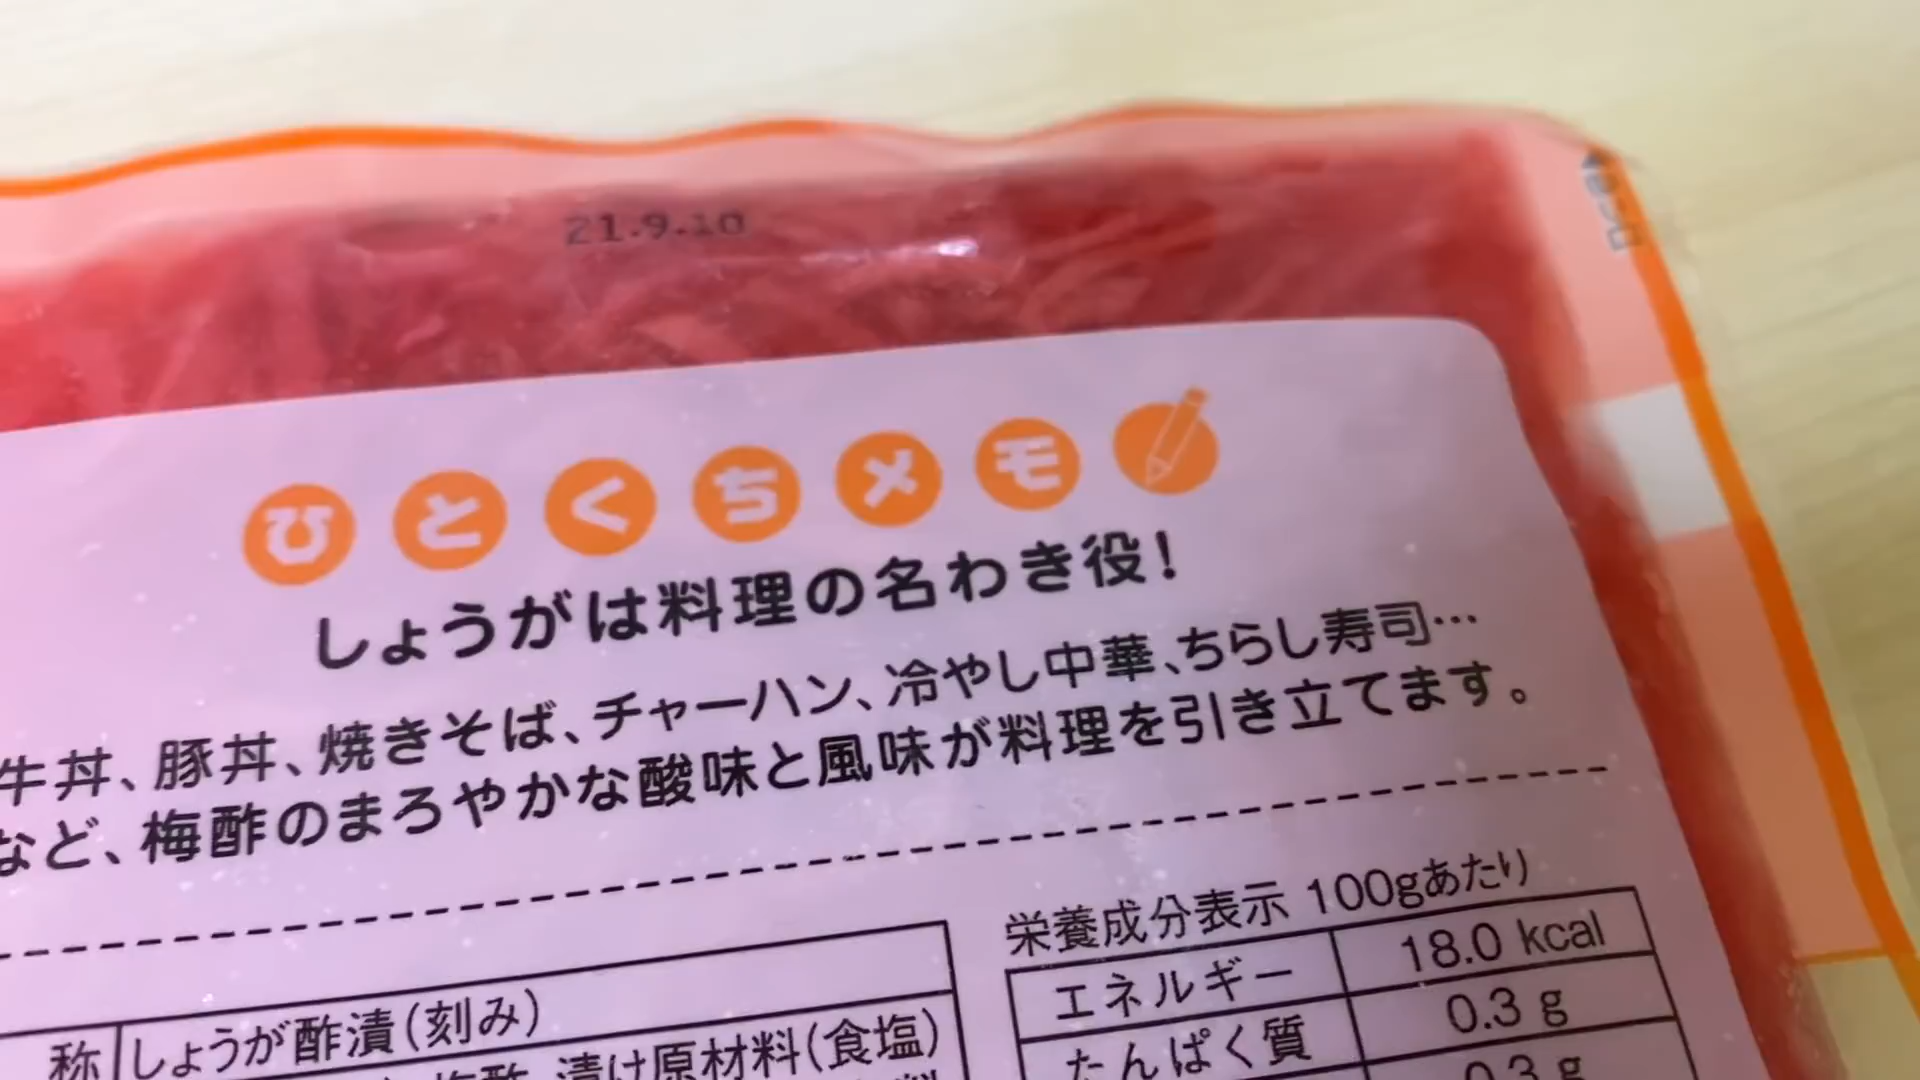 21.9.10
ひとくちメモ
しょうがは料理の名わき役!
牛丼、豚丼、焼きそば、チャーハン、冷やし中華、ちらし寿司…
など、梅酢のまろやかな酸味と風味が料理を引き立てます。
栄養成分表示 100gあたり
エネルギー 18.0 kcal
たんぱく質 0.3 g
0.3 g
称 しょうが酢漬(刻み)
梅酢、漬け原材料(食塩)